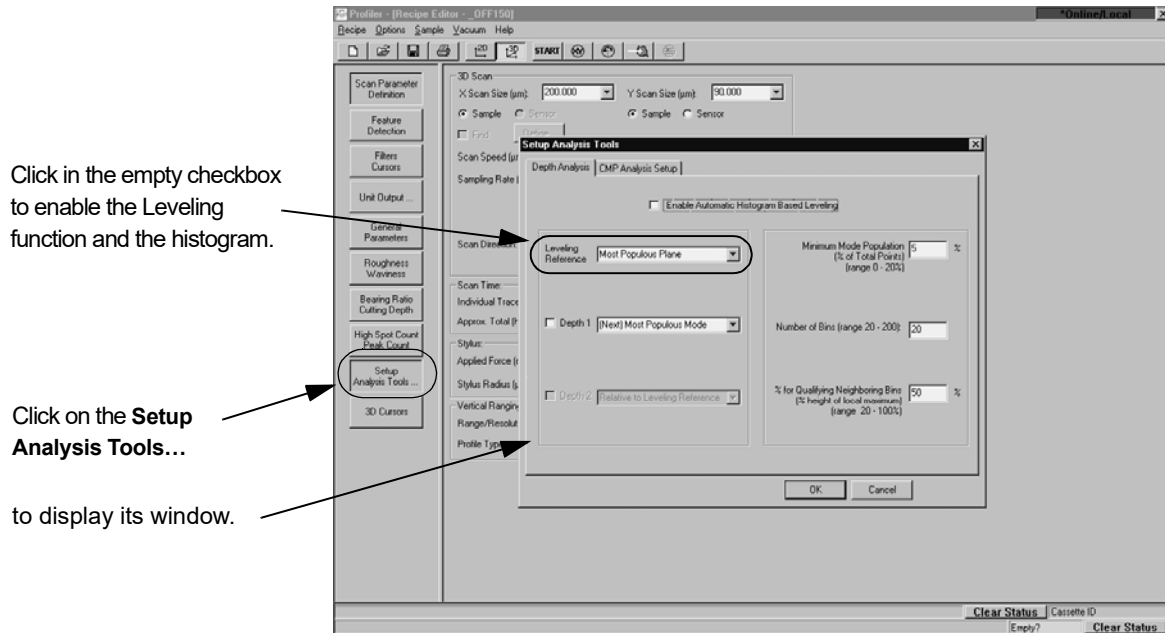 Profiler - [Recipe Editor - _OFF150]
*Online/Local
Recipe Options Sample Vacuum Help
2D 3D START
Scan Parameter
Definition
Feature
Detection
Filters
Cursors
Unit Output ...
General
Parameters
Roughness
Waviness
Bearing Ratio
Cutting Depth
High Spot Count
Peak Count
Setup
Analysis Tools ...
3D Cursors
3D Scan
X Scan Size (µm): 200.000 Y Scan Size (µm): 90.000
Sample Sensor Sample Sensor
Find Define
Scan Speed (µm
Sampling Rate (
Scan Direction
Scan Time:
Individual Trace
Approx. Total (h
Stylus:
Applied Force (m
Stylus Radius (µ
Vertical Ranging
Range/Resolut
Profile Typ
Setup Analysis Tools
Depth Analysis CMP Analysis Setup
Enable Automatic Histogram Based Leveling
Leveling
Reference Most Populous Plane
Depth 1 (Next) Most Populous Mode
Depth 2 Relative to Leveling Reference
Minimum Mode Population
(% of Total Points)
(range 0 - 20%)
5 %
Number of Bins (range 20 - 200): 20
% for Qualifying Neighboring Bins
(% height of local maximum)
(range 20 - 100%)
50 %
OK Cancel
Clear Status Cassette ID
Empty? Clear Status
Click in the empty checkbox
to enable the Leveling
function and the histogram.
Click on the Setup
Analysis Tools…
to display its window.